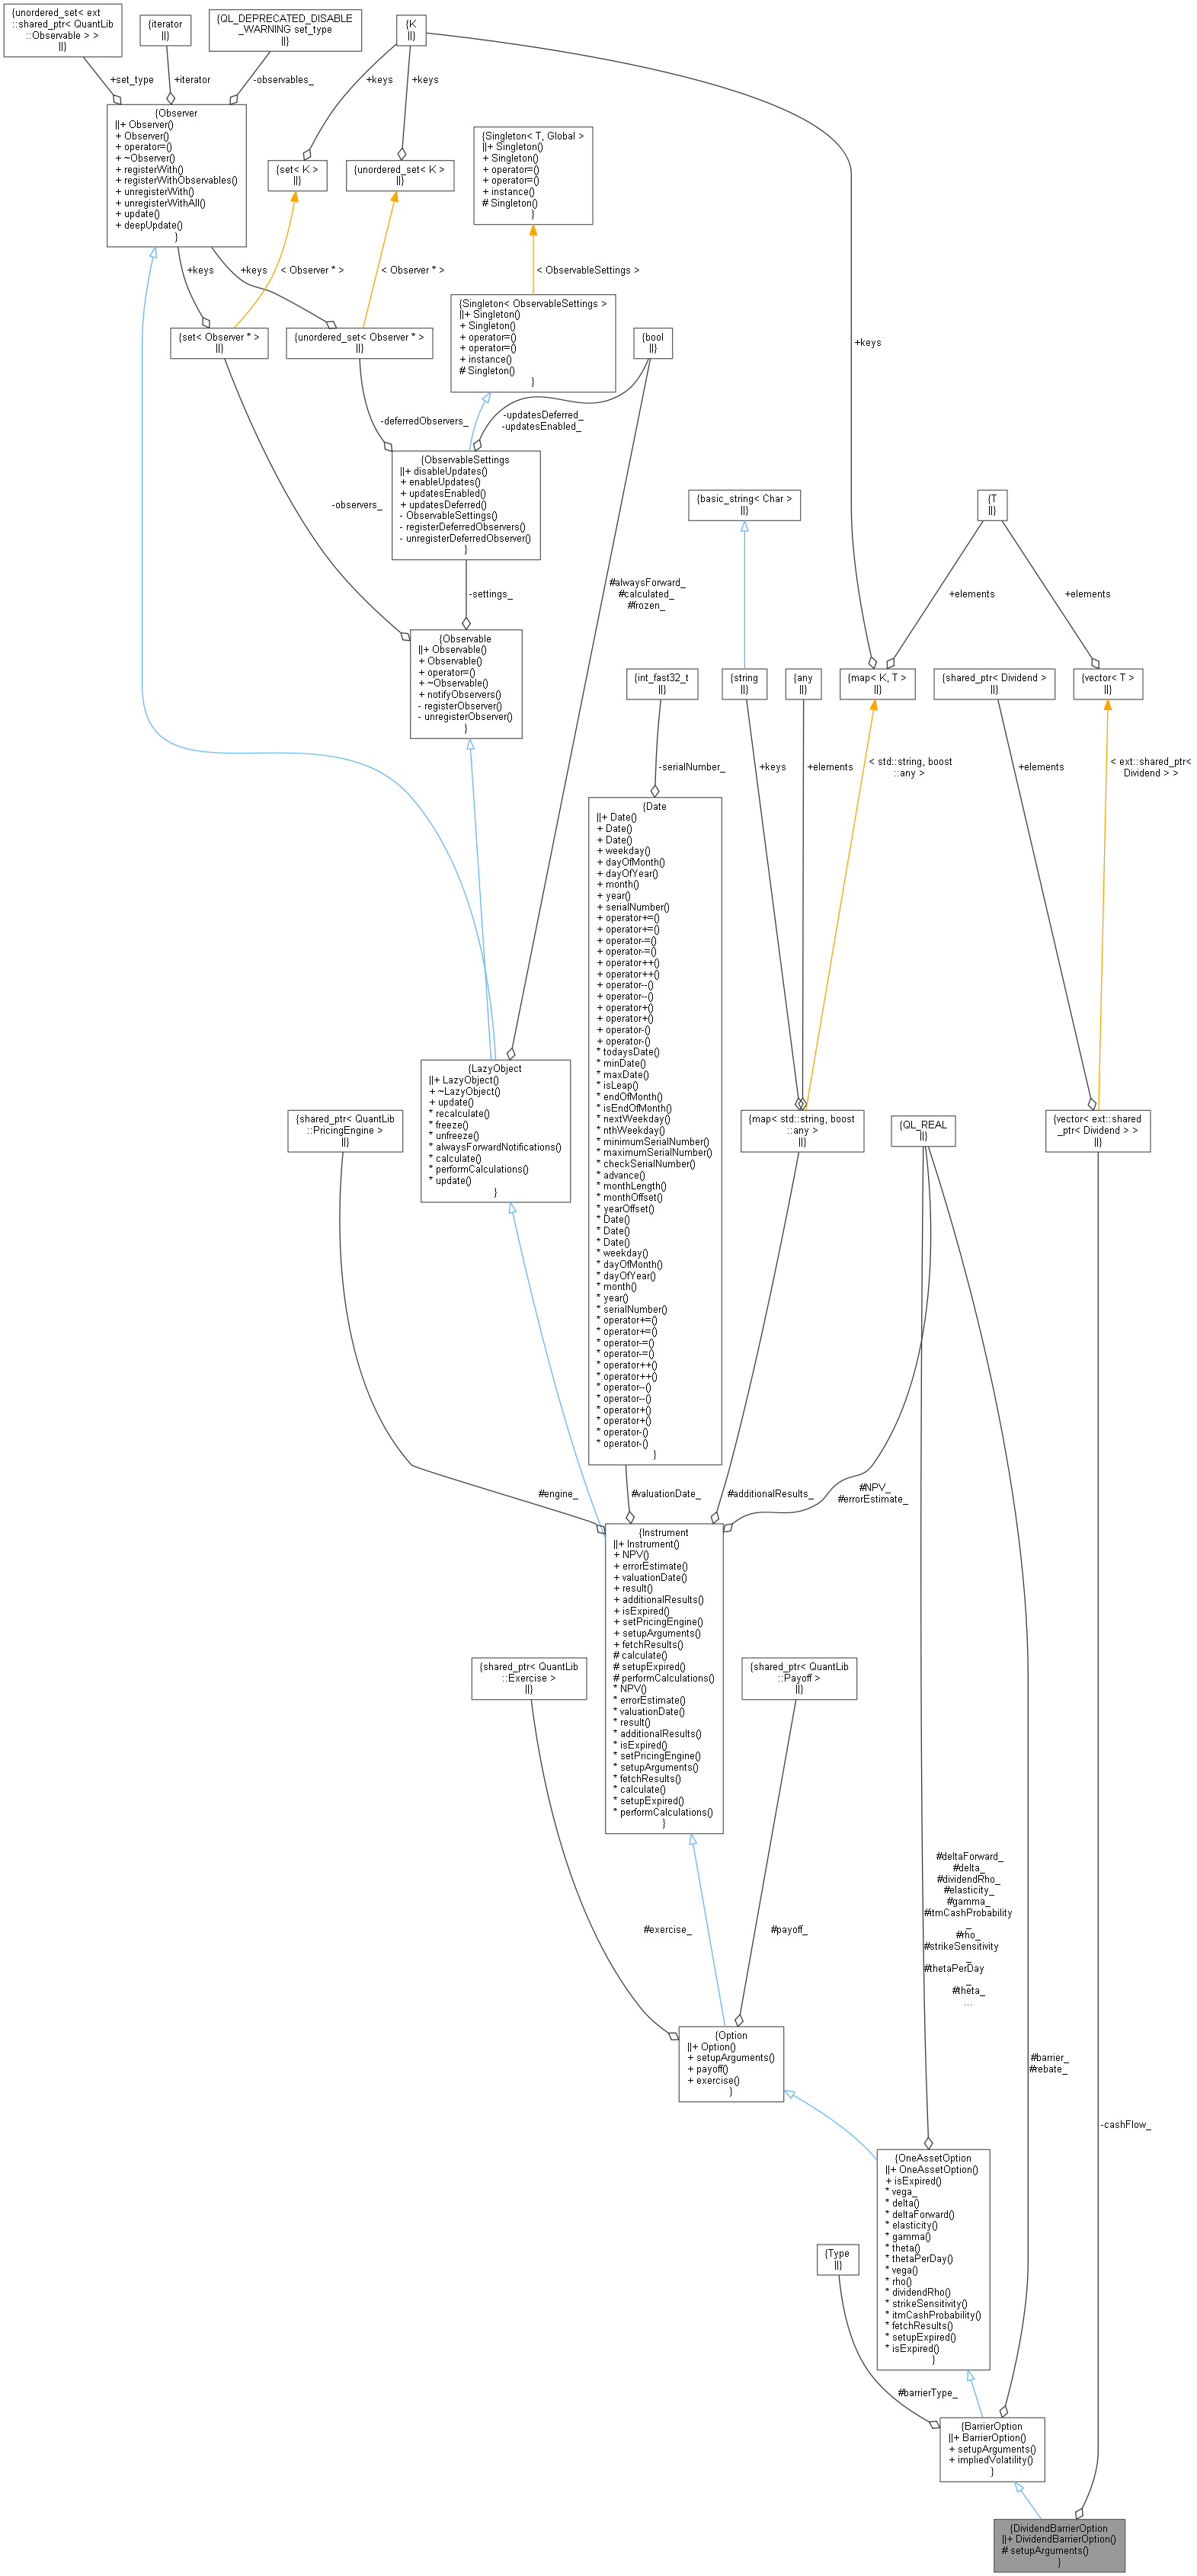 {unordered_set< ext
::shared_ptr< QuantLib
::Observable > >
||}
{iterator
||}
{QL_DEPRECATED_DISABLE
_WARNING set_type
||}
{K
||}
+set_type
+iterator
-observables_
+keys
+keys
{Observer
||+ Observer()
+ Observer()
+ operator=()
+ ~Observer()
+ registerWith()
+ registerWithObservables()
+ unregisterWith()
+ unregisterWithAll()
+ update()
+ deepUpdate()
}
{set< K >
||}
{unordered_set< K >
||}
{Singleton< T, Global >
||+ Singleton()
+ Singleton()
+ operator=()
+ operator=()
+ instance()
# Singleton()
}
+keys
+keys
< Observer * >
< Observer * >
< ObservableSettings >
{set< Observer * >
||}
{unordered_set< Observer * >
||}
{Singleton< ObservableSettings >
||+ Singleton()
+ Singleton()
+ operator=()
+ operator=()
+ instance()
# Singleton()
}
{bool
||}
+keys
-deferredObservers_
-updatesDeferred_
-updatesEnabled_
-observers_
{ObservableSettings
||+ disableUpdates()
+ enableUpdates()
+ updatesEnabled()
+ updatesDeferred()
- ObservableSettings()
- registerDeferredObservers()
- unregisterDeferredObserver()
}
{basic_string< Char >
||}
{T
||}
-settings_
#alwaysForward_
#calculated_
#frozen_
+elements
+elements
{Observable
||+ Observable()
+ Observable()
+ operator=()
+ ~Observable()
+ notifyObservers()
- registerObserver()
- unregisterObserver()
}
{int_fast32_t
||}
{string
||}
{any
||}
{map< K, T >
||}
{shared_ptr< Dividend >
||}
{vector< T >
||}
-serialNumber_
+keys
+elements
< std::string, boost
::any >
+elements
< ext::shared_ptr<
Dividend > >
{Date
||+ Date()
+ Date()
+ Date()
+ weekday()
+ dayOfMonth()
+ dayOfYear()
+ month()
+ year()
+ serialNumber()
+ operator+=()
+ operator+=()
+ operator-=()
+ operator-=()
+ operator++()
+ operator++()
+ operator--()
+ operator--()
+ operator+()
+ operator+()
+ operator-()
+ operator-()
* todaysDate()
* minDate()
* maxDate()
* isLeap()
* endOfMonth()
* isEndOfMonth()
* nextWeekday()
* nthWeekday()
* minimumSerialNumber()
* maximumSerialNumber()
* checkSerialNumber()
* advance()
* monthLength()
* monthOffset()
* yearOffset()
* Date()
* Date()
* Date()
* weekday()
* dayOfMonth()
* dayOfYear()
* month()
* year()
* serialNumber()
* operator+=()
* operator+=()
* operator-=()
* operator-=()
* operator++()
* operator++()
* operator--()
* operator--()
* operator+()
* operator+()
* operator-()
* operator-()
}
{LazyObject
||+ LazyObject()
+ ~LazyObject()
+ update()
* recalculate()
* freeze()
* unfreeze()
* alwaysForwardNotifications()
* calculate()
* performCalculations()
* update()
}
{shared_ptr< QuantLib
::PricingEngine >
||}
{map< std::string, boost
::any >
||}
{QL_REAL
||}
{vector< ext::shared
_ptr< Dividend > >
||}
#engine_
#valuationDate_
#additionalResults_
#NPV_
#errorEstimate_
{Instrument
||+ Instrument()
+ NPV()
+ errorEstimate()
+ valuationDate()
+ result()
+ additionalResults()
+ isExpired()
+ setPricingEngine()
+ setupArguments()
+ fetchResults()
# calculate()
# setupExpired()
# performCalculations()
* NPV()
* errorEstimate()
* valuationDate()
* result()
* additionalResults()
* isExpired()
* setPricingEngine()
* setupArguments()
* fetchResults()
* calculate()
* setupExpired()
* performCalculations()
}
{shared_ptr< QuantLib
::Exercise >
||}
{shared_ptr< QuantLib
::Payoff >
||}
#exercise_
#payoff_
#deltaForward_
#delta_
#dividendRho_
#elasticity_
#gamma_
#itmCashProbability
_
#rho_
#strikeSensitivity
_
#thetaPerDay
_
#theta_
...
{Option
||+ Option()
+ setupArguments()
+ payoff()
+ exercise()
}
#barrier_
#rebate_
-cashFlow_
{OneAssetOption
||+ OneAssetOption()
+ isExpired()
* vega_
* delta()
* deltaForward()
* elasticity()
* gamma()
* theta()
* thetaPerDay()
* vega()
* rho()
* dividendRho()
* strikeSensitivity()
* itmCashProbability()
* fetchResults()
* setupExpired()
* isExpired()
}
{Type
||}
#barrierType_
{BarrierOption
||+ BarrierOption()
+ setupArguments()
+ impliedVolatility()
}
{DividendBarrierOption
||+ DividendBarrierOption()
# setupArguments()
}